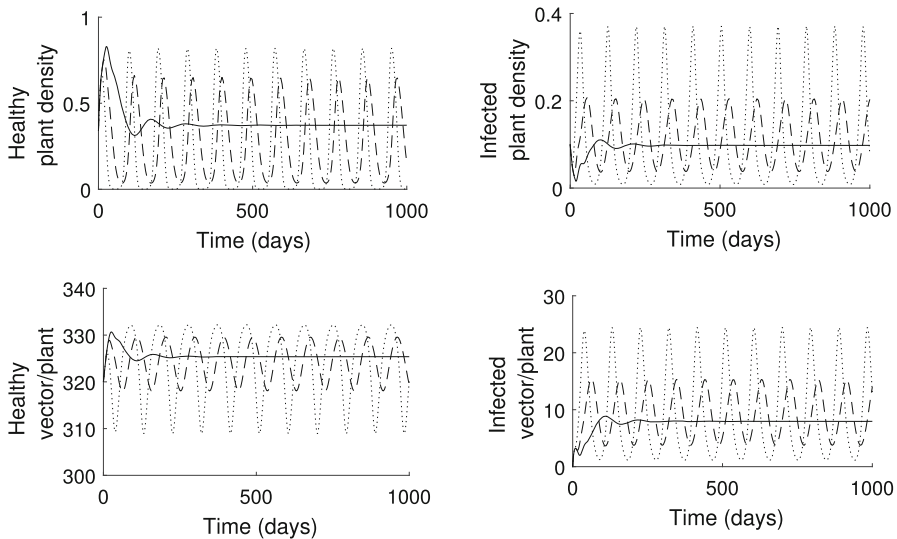 Healthy
plant density
1
0.5
0
0
500
1000
Time (days)
Infected
plant density
0.4
0.2
0
0
500
1000
Time (days)
Healthy
vector/plant
340
330
320
310
300
0
500
1000
Time (days)
Infected
vector/plant
30
20
10
0
0
500
1000
Time (days)